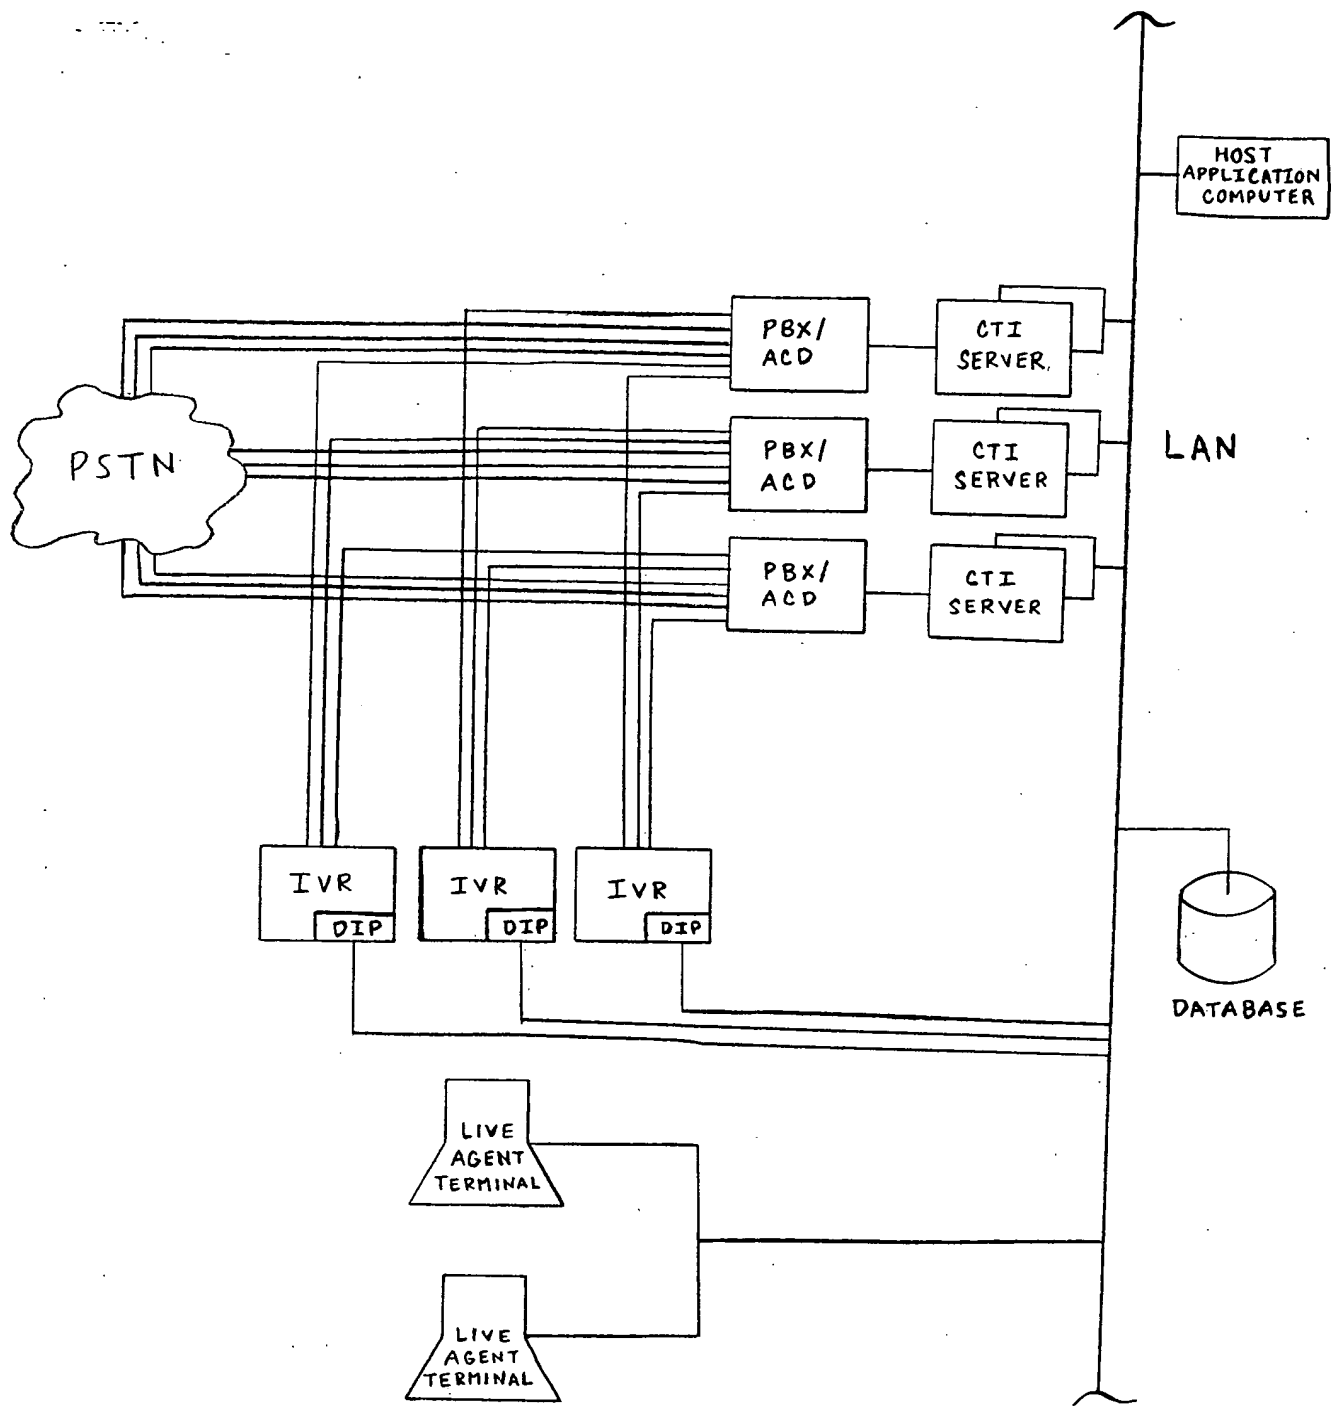 HOST
APPLICATION
COMPUTER
PBX/
ACD
CTI
SERVER
PSTN
PBX/
ACD
CTI
SERVER
LAN
PBX/
ACD
CTI
SERVER
IVR
DIP
IVR
DIP
IVR
DIP
DATABASE
LIVE
AGENT
TERMINAL
LIVE
AGENT
TERMINAL